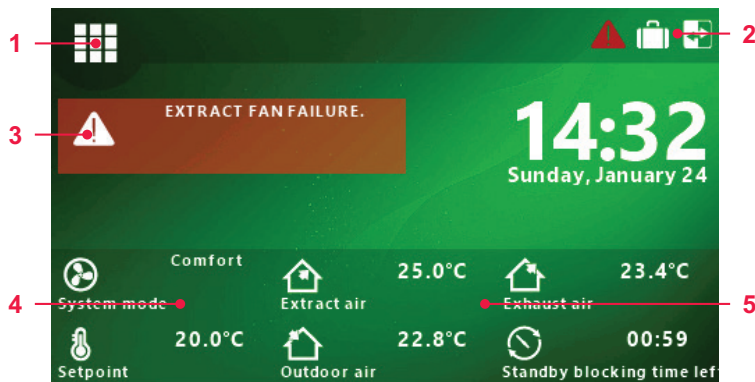 1
2
3
EXTRACT FAN FAILURE.
14:32
Sunday, January 24
Comfort
System mode
25.0°C
Extract air
23.4°C
Exhaust air
4
5
20.0°C
Setpoint
22.8°C
Outdoor air
00:59
Standby blocking time lef